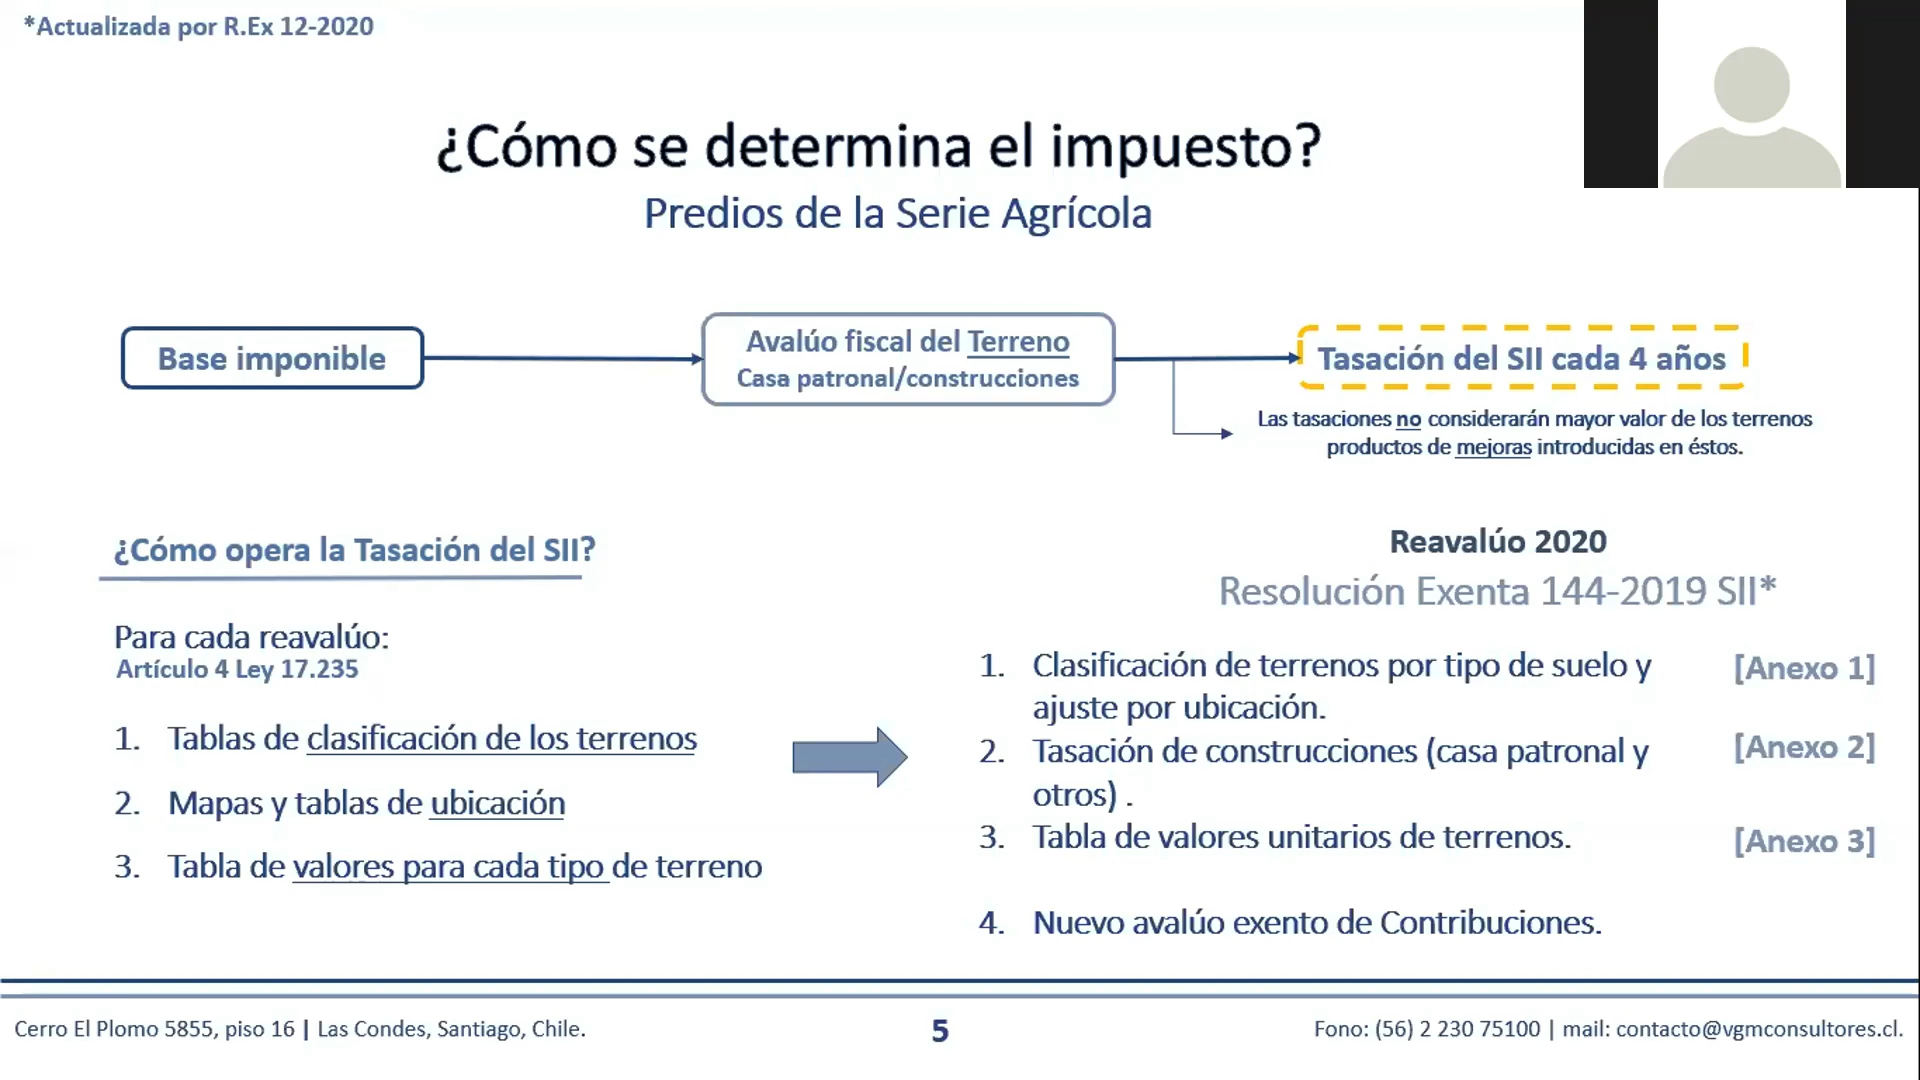 *Actualizada por R.Ex 12-2020
¿Cómo se determina el impuesto?
Predios de la Serie Agrícola
Base imponible
Avalúo fiscal del Terreno
Casa patronal/construcciones
Tasación del SII cada 4 años
Las tasaciones no considerarán mayor valor de los terrenos
productos de mejoras introducidas en éstos.
¿Cómo opera la Tasación del SII?
Para cada reavalúo:
Artículo 4 Ley 17.235
1. Tablas de clasificación de los terrenos
2. Mapas y tablas de ubicación
3. Tabla de valores para cada tipo de terreno
Reavalúo 2020
Resolución Exenta 144-2019 SII*
1. Clasificación de terrenos por tipo de suelo y [Anexo 1]
ajuste por ubicación.
2. Tasación de construcciones (casa patronal y [Anexo 2]
otros) .
3. Tabla de valores unitarios de terrenos. [Anexo 3]
4. Nuevo avalúo exento de Contribuciones.
Cerro El Plomo 5855, piso 16 | Las Condes, Santiago, Chile.
5
Fono: (56) 2 230 75100 | mail: contacto@vgmconsultores.cl.